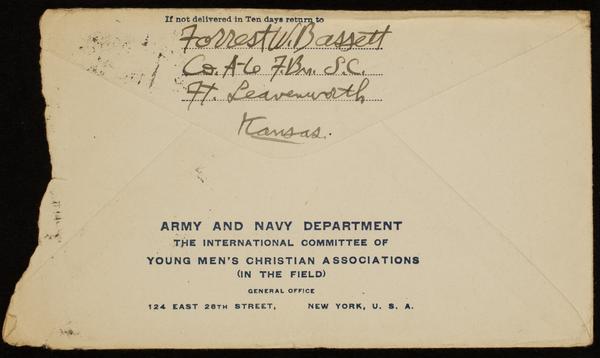 If not delivered in Ten days return to
Forrest W. Bassett
Co. A-6 F.Bn. S.C.
Ft. Leavenworth
Kansas.
ARMY AND NAVY DEPARTMENT
THE INTERNATIONAL COMMITTEE OF
YOUNG MEN'S CHRISTIAN ASSOCIATIONS
(IN THE FIELD)
GENERAL OFFICE
124 EAST 28TH STREET, NEW YORK, U. S. A.